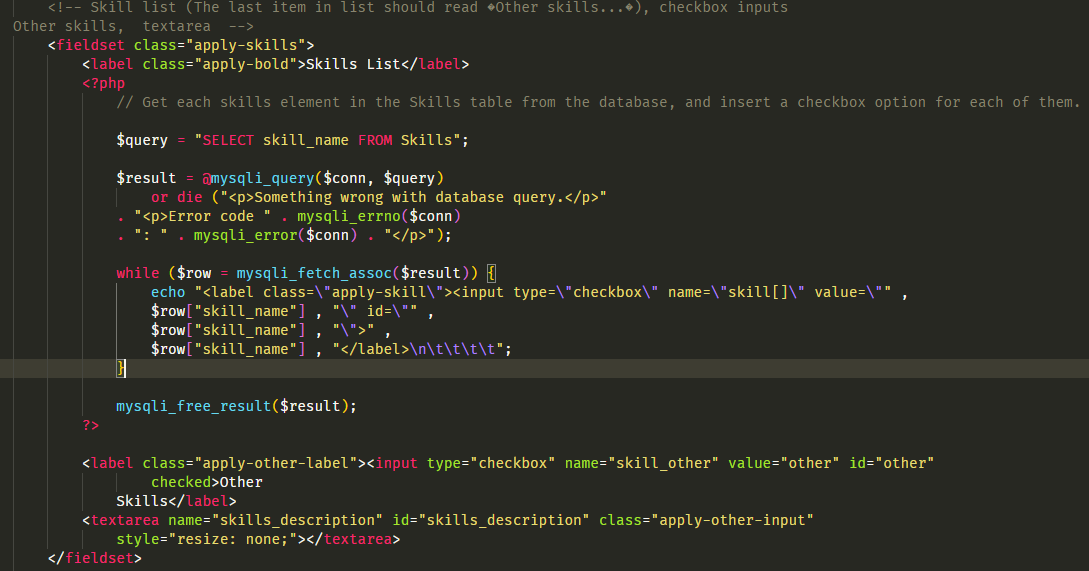 <!-- Skill list (The last item in list should read �Other skills...�), checkbox inputs
Other skills,  textarea  -->
<fieldset class="apply-skills">
<label class="apply-bold">Skills List</label>
<?php
// Get each skills element in the Skills table from the database, and insert a checkbox option for each of them.
$query = "SELECT skill_name FROM Skills";
$result = @mysqli_query($conn, $query)
or die ("<p>Something wrong with database query.</p>"
. "<p>Error code " . mysqli_errno($conn)
. ": " . mysqli_error($conn) . "</p>");
while ($row = mysqli_fetch_assoc($result)) {
echo "<label class=\"apply-skill\"><input type=\"checkbox\" name=\"skill[]\" value=\"" ,
$row["skill_name"] , "\" id=\"" ,
$row["skill_name"] , "\">" ,
$row["skill_name"] , "</label>\n\t\t\t\t";
}
mysqli_free_result($result);
?>
<label class="apply-other-label"><input type="checkbox" name="skill_other" value="other" id="other"
checked>Other
Skills</label>
<textarea name="skills_description" id="skills_description" class="apply-other-input"
style="resize: none;"></textarea>
</fieldset>